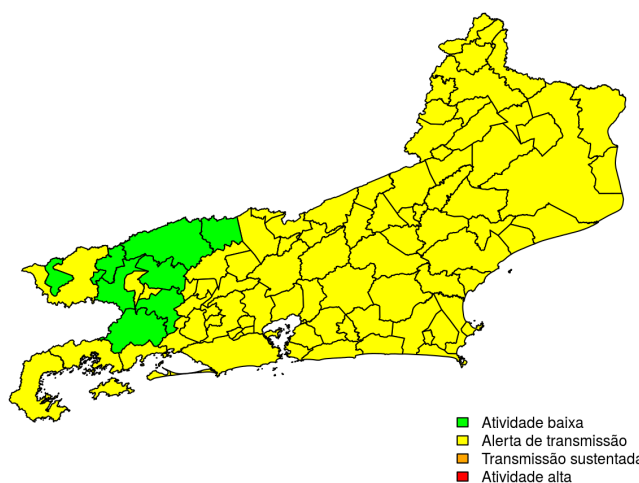 Atividade baixa
Alerta de transmissão
Transmissão sustentada
Atividade alta